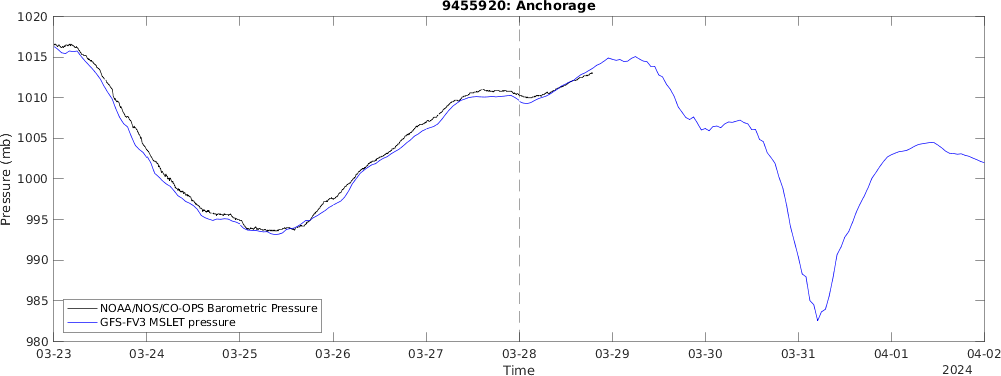 9455920: Anchorage
1020
1015
1010
1005
1000
995
990
985
980
Pressure (mb)
NOAA/NOS/CO-OPS Barometric Pressure
GFS-FV3 MSLET pressure
03-23 03-24 03-25 03-26 03-27 03-28 03-29 03-30 03-31 04-01 04-02
Time
2024